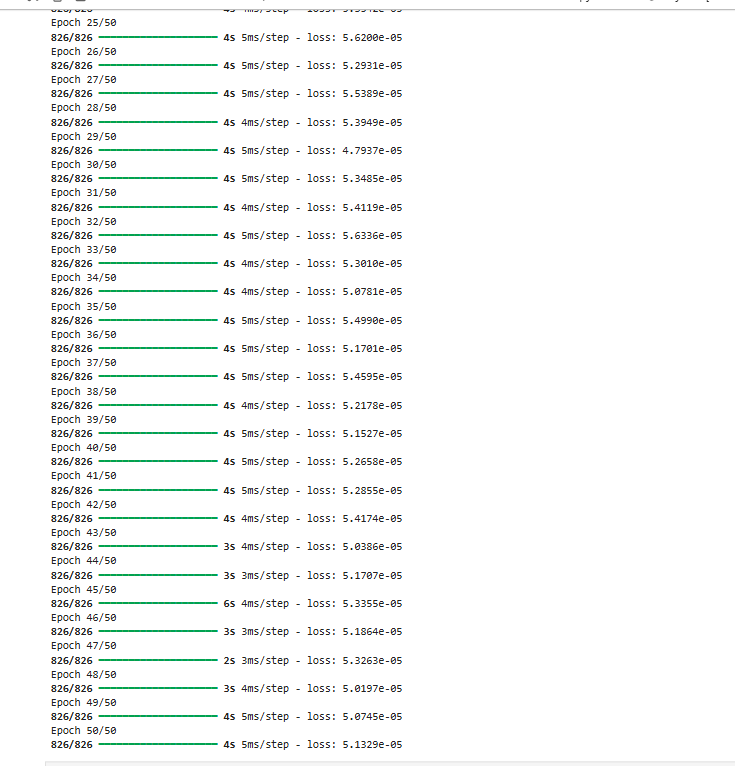 Epoch 25/50
826/826 ━━━━━━━━━━━━━━━━━━━━ 4s 5ms/step - loss: 5.6200e-05
Epoch 26/50
826/826 ━━━━━━━━━━━━━━━━━━━━ 4s 5ms/step - loss: 5.2931e-05
Epoch 27/50
826/826 ━━━━━━━━━━━━━━━━━━━━ 4s 5ms/step - loss: 5.5389e-05
Epoch 28/50
826/826 ━━━━━━━━━━━━━━━━━━━━ 4s 4ms/step - loss: 5.3949e-05
Epoch 29/50
826/826 ━━━━━━━━━━━━━━━━━━━━ 4s 5ms/step - loss: 4.7937e-05
Epoch 30/50
826/826 ━━━━━━━━━━━━━━━━━━━━ 4s 5ms/step - loss: 5.3485e-05
Epoch 31/50
826/826 ━━━━━━━━━━━━━━━━━━━━ 4s 4ms/step - loss: 5.4119e-05
Epoch 32/50
826/826 ━━━━━━━━━━━━━━━━━━━━ 4s 5ms/step - loss: 5.6336e-05
Epoch 33/50
826/826 ━━━━━━━━━━━━━━━━━━━━ 4s 4ms/step - loss: 5.3010e-05
Epoch 34/50
826/826 ━━━━━━━━━━━━━━━━━━━━ 4s 4ms/step - loss: 5.0781e-05
Epoch 35/50
826/826 ━━━━━━━━━━━━━━━━━━━━ 4s 5ms/step - loss: 5.4990e-05
Epoch 36/50
826/826 ━━━━━━━━━━━━━━━━━━━━ 4s 5ms/step - loss: 5.1701e-05
Epoch 37/50
826/826 ━━━━━━━━━━━━━━━━━━━━ 4s 5ms/step - loss: 5.4595e-05
Epoch 38/50
826/826 ━━━━━━━━━━━━━━━━━━━━ 4s 4ms/step - loss: 5.2178e-05
Epoch 39/50
826/826 ━━━━━━━━━━━━━━━━━━━━ 4s 5ms/step - loss: 5.1527e-05
Epoch 40/50
826/826 ━━━━━━━━━━━━━━━━━━━━ 4s 5ms/step - loss: 5.2658e-05
Epoch 41/50
826/826 ━━━━━━━━━━━━━━━━━━━━ 4s 5ms/step - loss: 5.2855e-05
Epoch 42/50
826/826 ━━━━━━━━━━━━━━━━━━━━ 4s 4ms/step - loss: 5.4174e-05
Epoch 43/50
826/826 ━━━━━━━━━━━━━━━━━━━━ 3s 4ms/step - loss: 5.0386e-05
Epoch 44/50
826/826 ━━━━━━━━━━━━━━━━━━━━ 3s 3ms/step - loss: 5.1707e-05
Epoch 45/50
826/826 ━━━━━━━━━━━━━━━━━━━━ 6s 4ms/step - loss: 5.3355e-05
Epoch 46/50
826/826 ━━━━━━━━━━━━━━━━━━━━ 3s 3ms/step - loss: 5.1864e-05
Epoch 47/50
826/826 ━━━━━━━━━━━━━━━━━━━━ 2s 3ms/step - loss: 5.3263e-05
Epoch 48/50
826/826 ━━━━━━━━━━━━━━━━━━━━ 3s 4ms/step - loss: 5.0197e-05
Epoch 49/50
826/826 ━━━━━━━━━━━━━━━━━━━━ 4s 5ms/step - loss: 5.0745e-05
Epoch 50/50
826/826 ━━━━━━━━━━━━━━━━━━━━ 4s 5ms/step - loss: 5.1329e-05